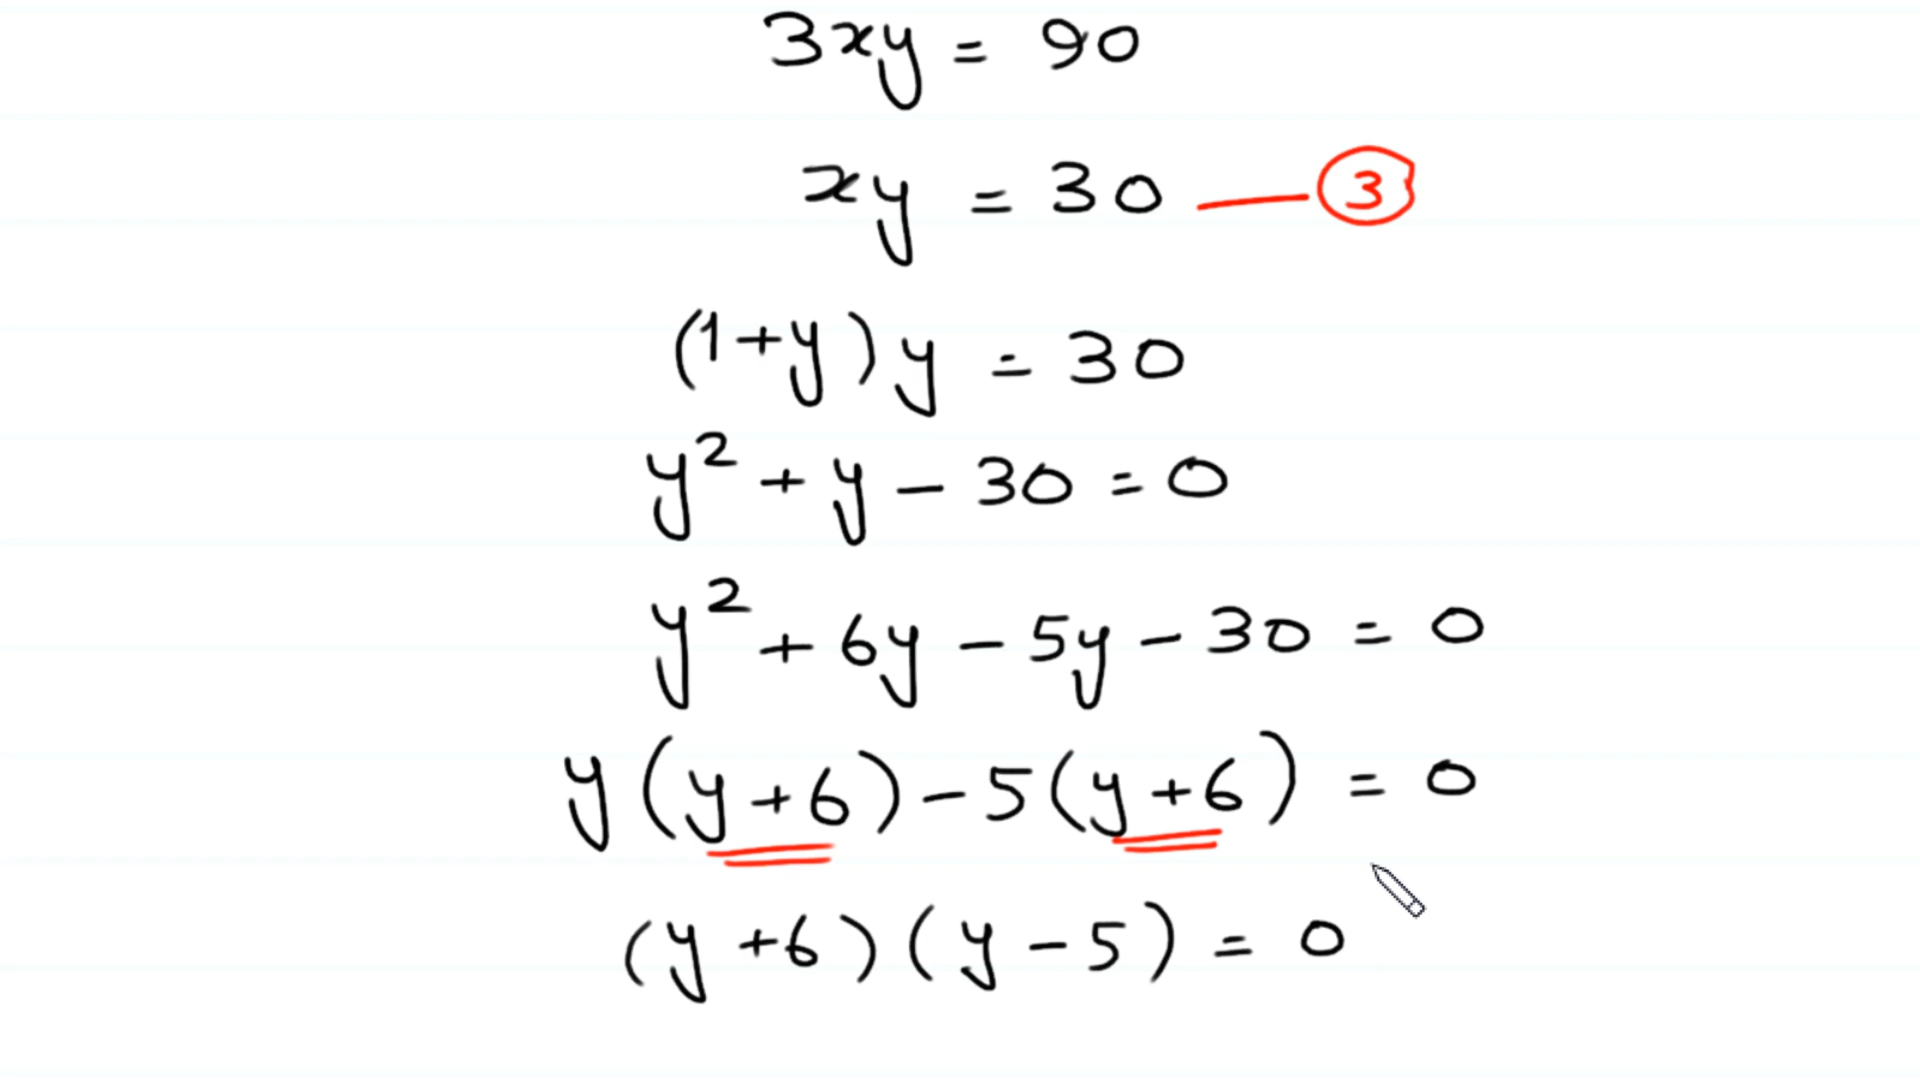 3xy = 90
xy = 30 — 3
(1+y)y = 30
y² + y − 30 = 0
y² + 6y − 5y − 30 = 0
y(y+6) − 5(y+6) = 0
(y+6)(y−5) = 0